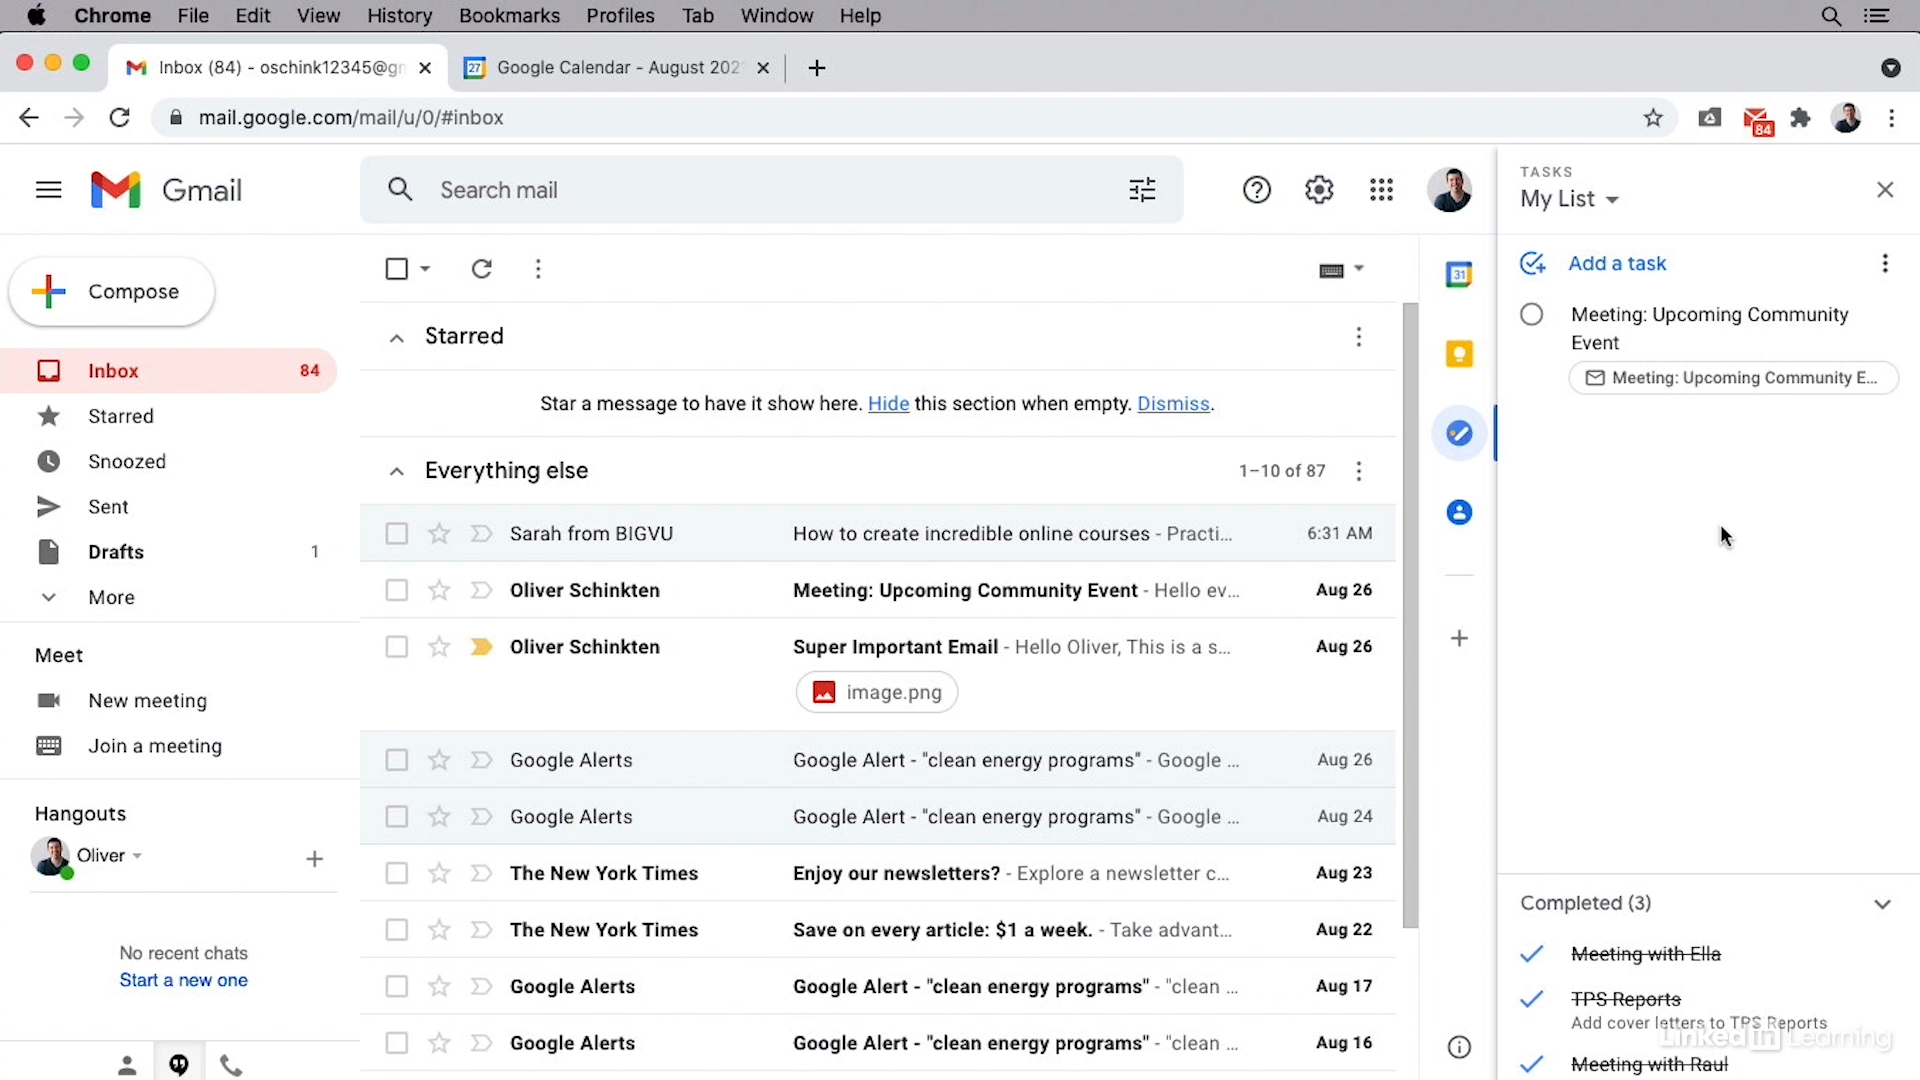 Chrome File Edit View History Bookmarks Profiles Tab Window Help
Inbox (84) - oschink12345@gm
27 Google Calendar - August 202
mail.google.com/mail/u/0/#inbox
84
Gmail
Search mail
TASKS
My List
Compose
31
Add a task
Meeting: Upcoming Community
Event
Meeting: Upcoming Community E...
Inbox 84
Starred
Snoozed
Sent
Drafts 1
More
Meet
New meeting
Join a meeting
Hangouts
Oliver
No recent chats
Start a new one
Starred
Star a message to have it show here. Hide this section when empty. Dismiss.
Everything else 1–10 of 87
Sarah from BIGVU How to create incredible online courses - Practi... 6:31 AM
Oliver Schinkten Meeting: Upcoming Community Event - Hello ev... Aug 26
Oliver Schinkten Super Important Email - Hello Oliver, This is a s... Aug 26
image.png
Google Alerts Google Alert - "clean energy programs" - Google ... Aug 26
Google Alerts Google Alert - "clean energy programs" - Google ... Aug 24
The New York Times Enjoy our newsletters? - Explore a newsletter c... Aug 23
The New York Times Save on every article: $1 a week. - Take advant... Aug 22
Google Alerts Google Alert - "clean energy programs" - "clean ... Aug 17
Google Alerts Google Alert - "clean energy programs" - "clean ... Aug 16
Completed (3)
Meeting with Ella
TPS Reports
Add cover letters to TPS Reports
Meeting with Raul
LinkedIn Learning